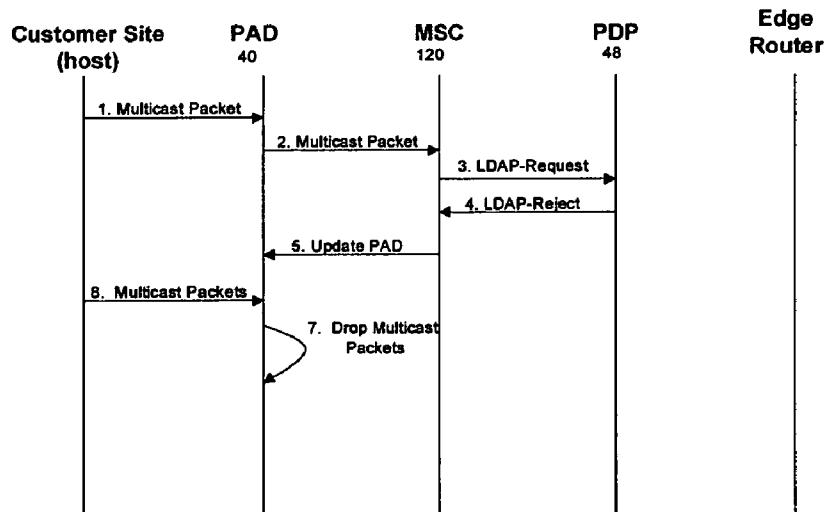 Customer Site
(host)
PAD
40
MSC
120
PDP
48
Edge
Router
1. Multicast Packet
2. Multicast Packet
3. LDAP-Request
4. LDAP-Reject
5. Update PAD
8. Multicast Packets
7. Drop Multicast
Packets